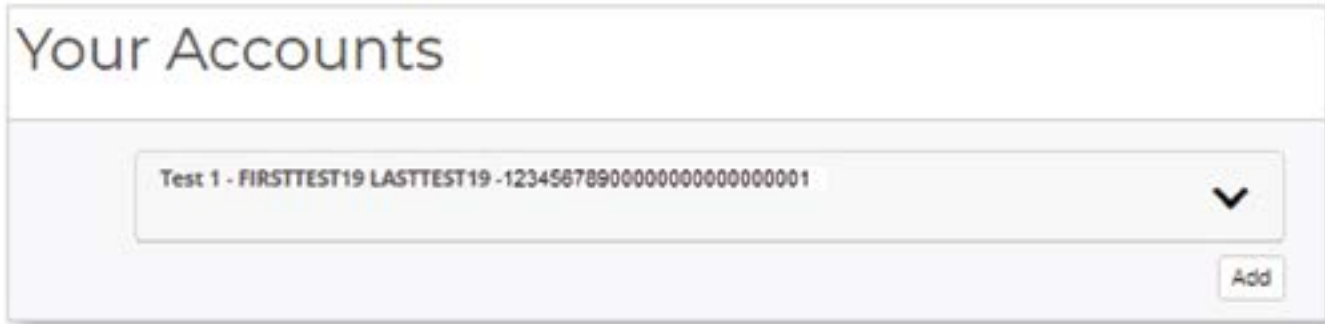 Your Accounts
Test 1 - FIRSTTEST19 LASTTEST19 -12345678900000000000000001
Add